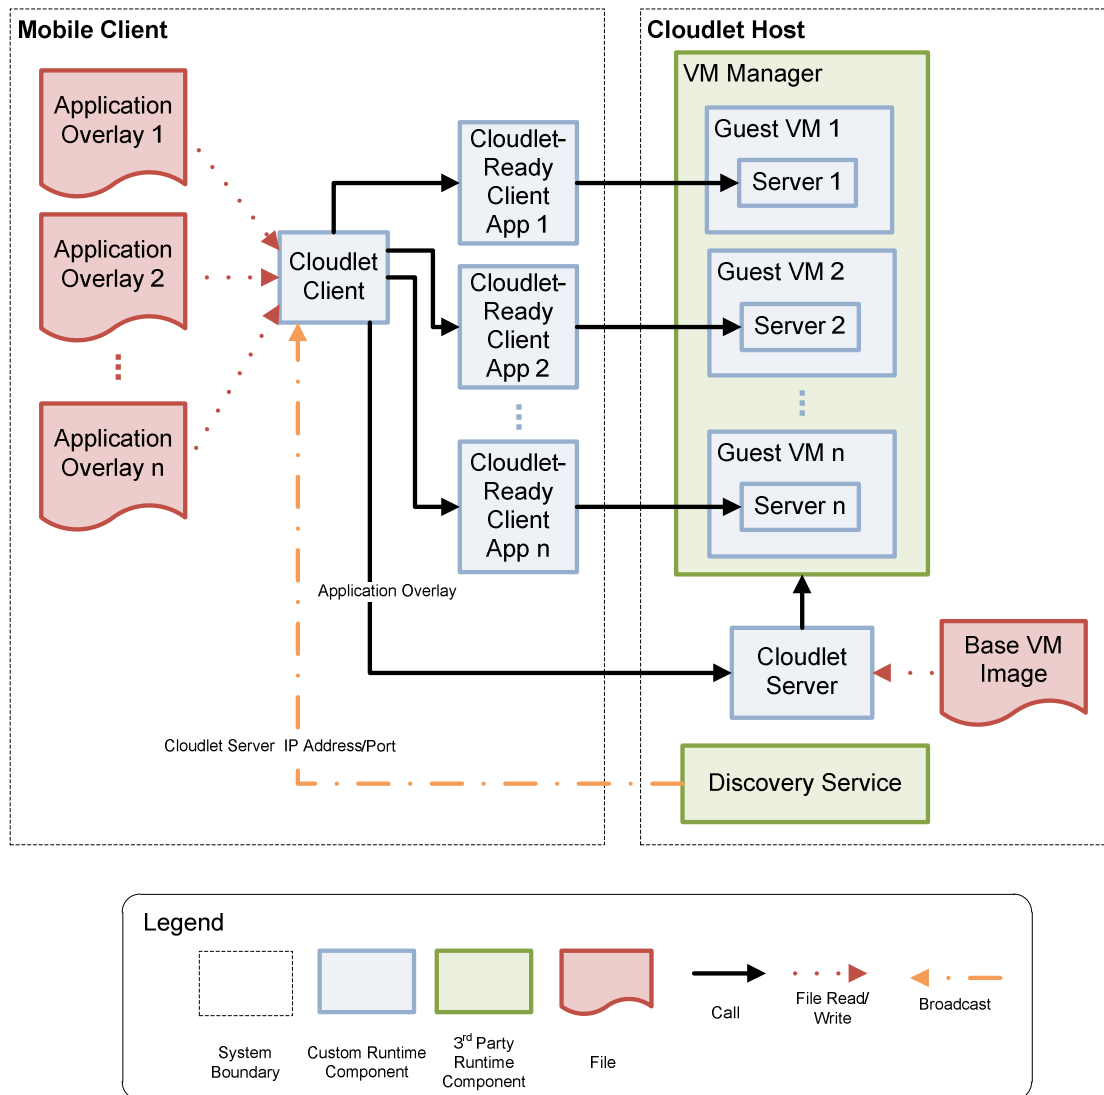 Mobile Client
Application
Overlay 1
Application
Overlay 2
Application
Overlay n
Cloudlet
Client
Cloudlet-
Ready
Client
App 1
Cloudlet-
Ready
Client
App 2
Cloudlet-
Ready
Client
App n
Application Overlay
Cloudlet Server IP Address/Port
Cloudlet Host
VM Manager
Guest VM 1
Server 1
Guest VM 2
Server 2
Guest VM n
Server n
Cloudlet
Server
Base VM
Image
Discovery Service
Legend
System
Boundary
Custom Runtime
Component
3rd Party
Runtime
Component
File
Call
File Read/
Write
Broadcast